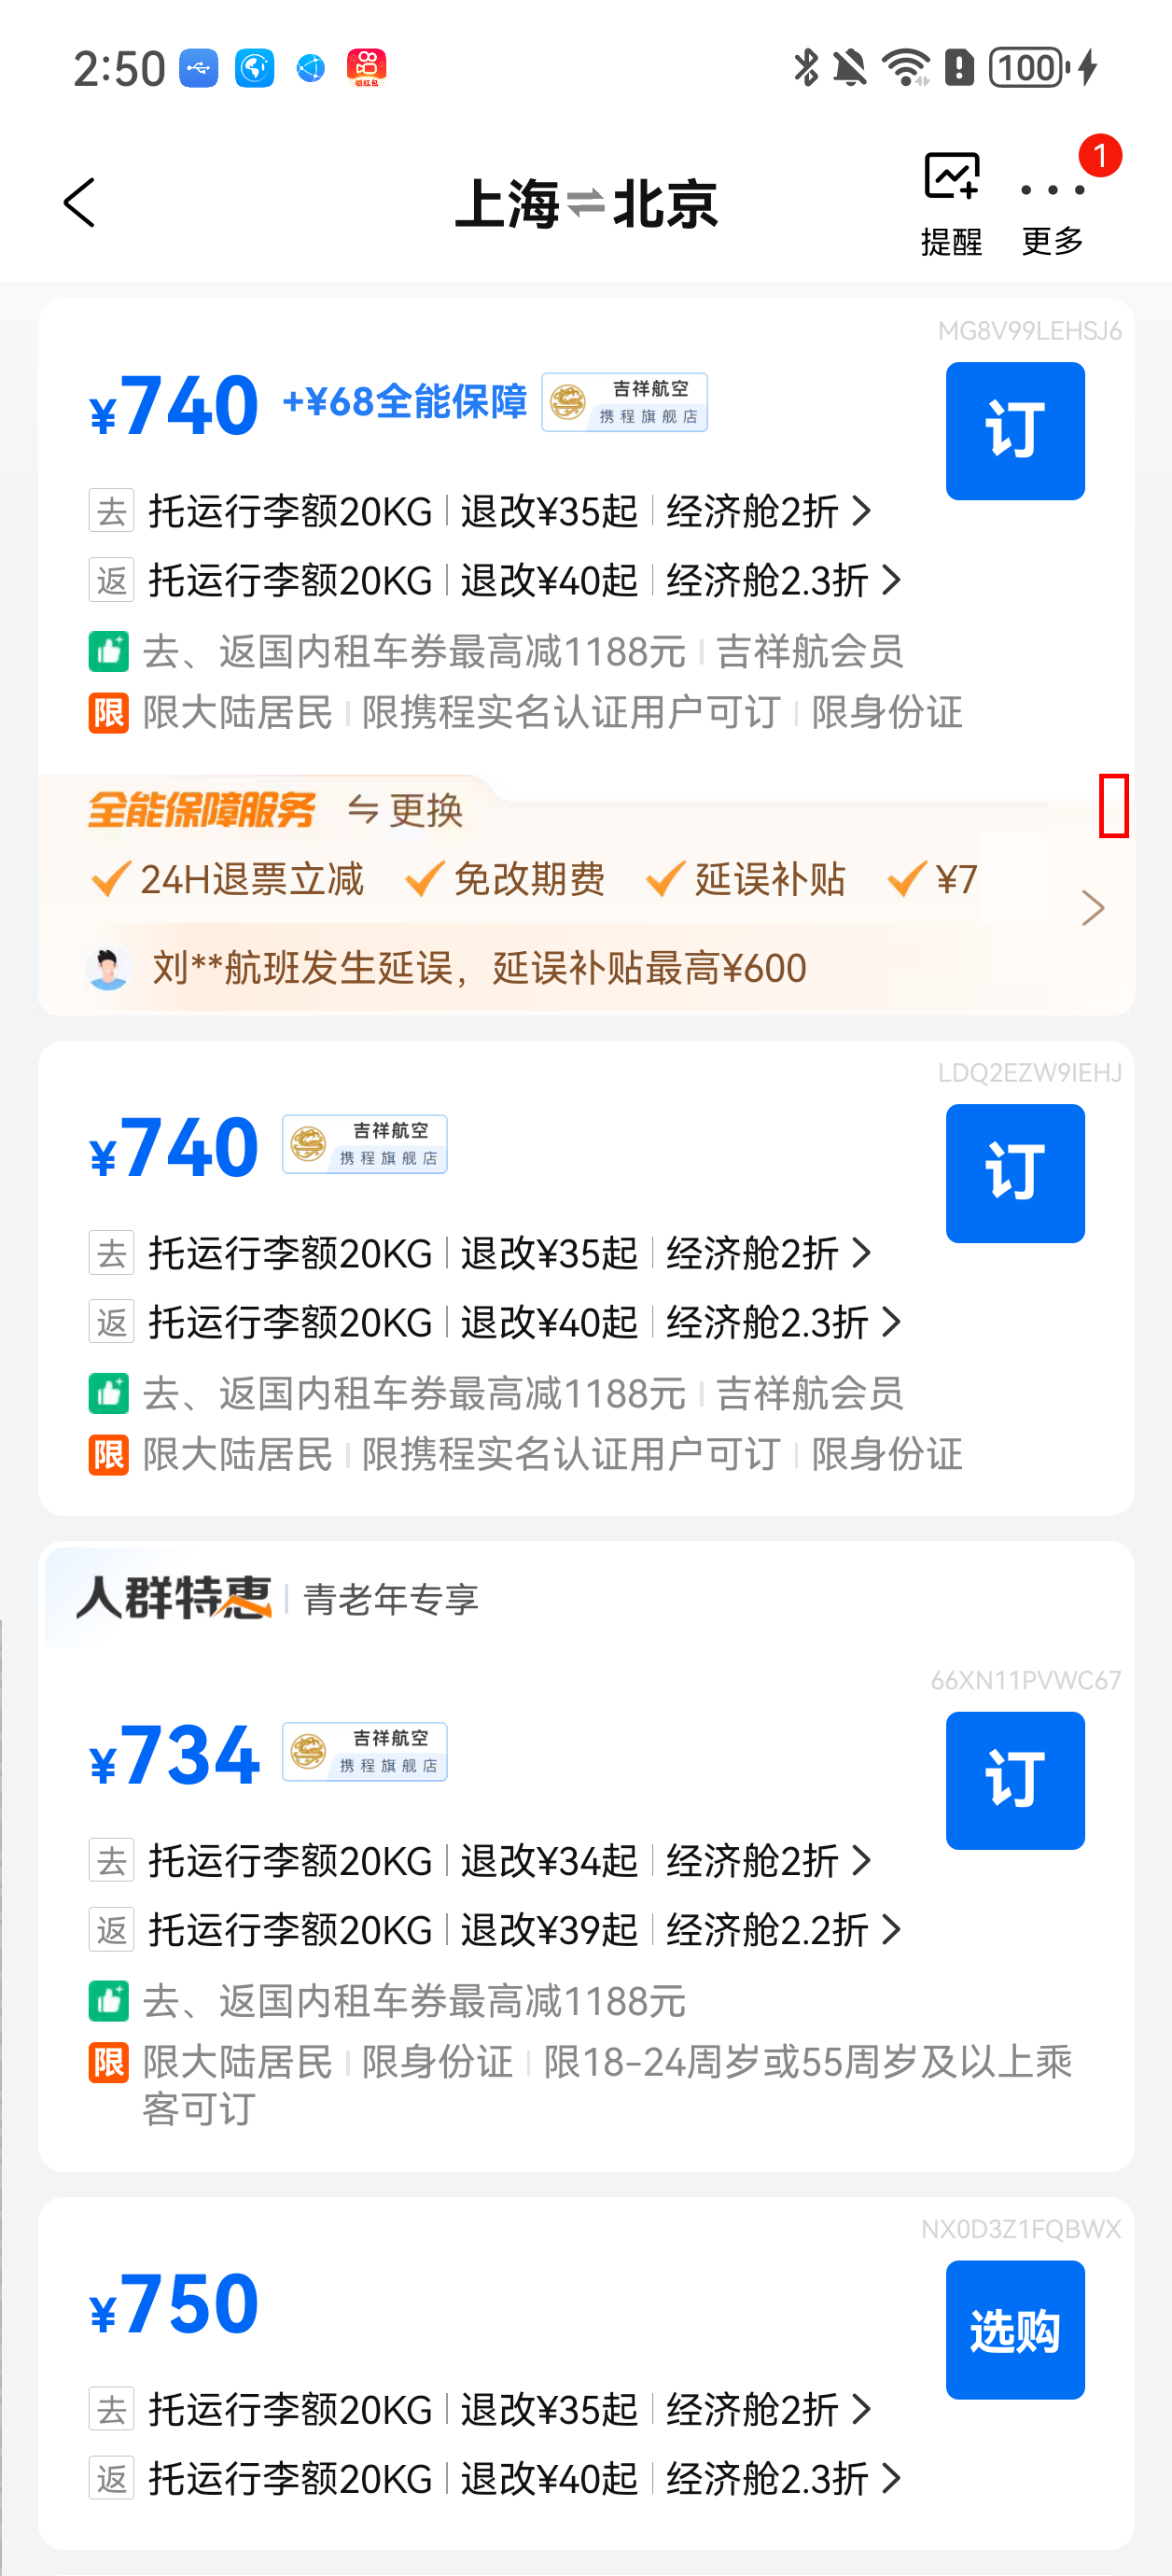 2:50
领红包
100
上海⇌北京
提醒
更多
1
MG8V99LEHSJ6
¥740 +¥68全能保障 吉祥航空 携程旗舰店
订
去 托运行李额20KG 退改¥35起 经济舱2折
返 托运行李额20KG 退改¥40起 经济舱2.3折
去、返国内租车券最高减1188元 吉祥航会员
限 限大陆居民 限携程实名认证用户可订 限身份证
全能保障服务 ⇋更换
24H退票立减 免改期费 延误补贴 ¥7
刘**航班发生延误，延误补贴最高¥600
LDQ2EZW9IEHJ
¥740 吉祥航空 携程旗舰店
订
去 托运行李额20KG 退改¥35起 经济舱2折
返 托运行李额20KG 退改¥40起 经济舱2.3折
去、返国内租车券最高减1188元 吉祥航会员
限 限大陆居民 限携程实名认证用户可订 限身份证
人群特惠 青老年专享
66XN11PVWC67
¥734 吉祥航空 携程旗舰店
订
去 托运行李额20KG 退改¥34起 经济舱2折
返 托运行李额20KG 退改¥39起 经济舱2.2折
去、返国内租车券最高减1188元
限 限大陆居民 限身份证 限18-24周岁或55周岁及以上乘
客可订
NX0D3Z1FQBWX
¥750
选购
去 托运行李额20KG 退改¥35起 经济舱2折
返 托运行李额20KG 退改¥40起 经济舱2.3折